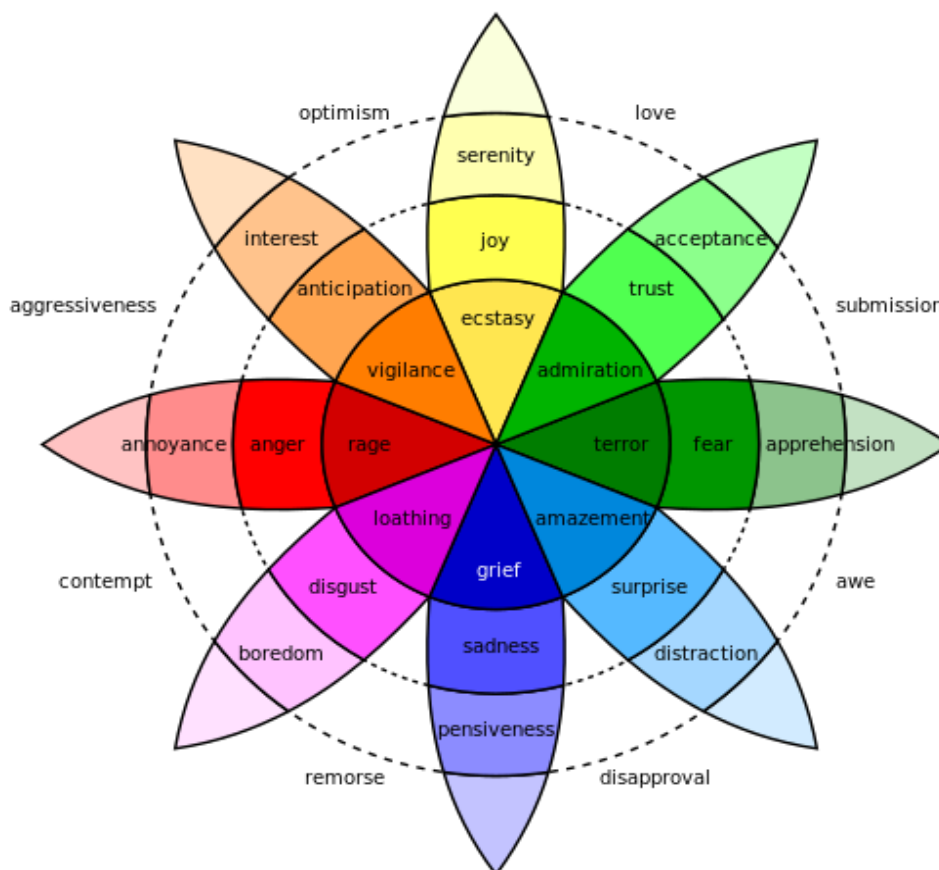 optimism
love
serenity
interest
joy
acceptance
anticipation
trust
aggressiveness
submission
ecstasy
vigilance
admiration
annoyance
anger
rage
terror
fear
apprehension
loathing
amazement
grief
contempt
disgust
surprise
awe
boredom
sadness
distraction
pensiveness
remorse
disapproval